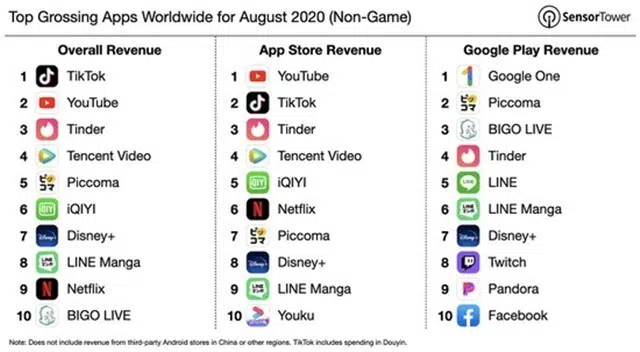 Top Grossing Apps Worldwide for August 2020 (Non-Game)
SensorTower
Overall Revenue
1 TikTok
2 YouTube
3 Tinder
4 Tencent Video
5 Piccoma
6 iQIYI
7 Disney+
8 LINE Manga
9 Netflix
10 BIGO LIVE
App Store Revenue
1 YouTube
2 TikTok
3 Tinder
4 Tencent Video
5 iQIYI
6 Netflix
7 Piccoma
8 Disney+
9 LINE Manga
10 Youku
Google Play Revenue
1 Google One
2 Piccoma
3 BIGO LIVE
4 Tinder
5 LINE
6 LINE Manga
7 Disney+
8 Twitch
9 Pandora
10 Facebook
Note: Does not include revenue from third-party Android stores in China or other regions. TikTok includes spending in Douyin.